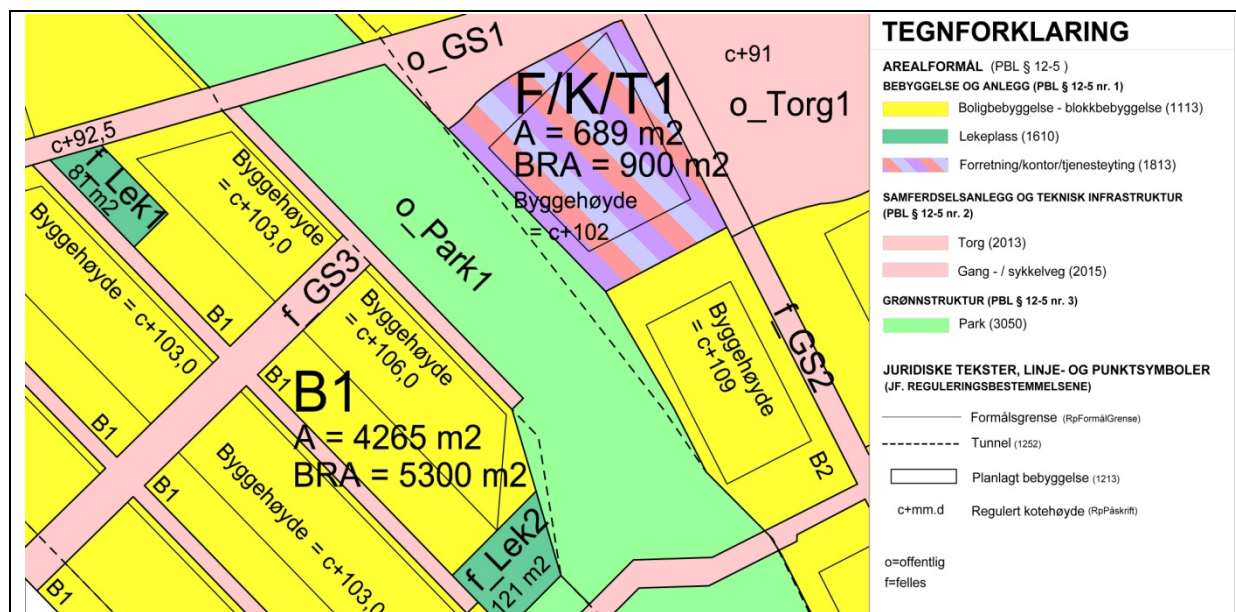 o_GS1
c+91
o_Torg1
F/K/T1
A = 689 m2
BRA = 900 m2
Byggehøyde
= c+102
c+92,5
f_Lek1
81 m2
Byggehøyde
= c+103,0
Byggehøyde = c+103,0
B1
B1
o_Park1
f_GS3
Byggehøyde
= c+106,0
B1
B1
A = 4265 m2
BRA = 5300 m2
Byggehøyde = c+103,0
B1
B1
f_Lek2
121 m2
Byggehøyde
= c+109
f_GS2
B2
TEGNFORKLARING
AREALFORMÅL (PBL § 12-5 )
BEBYGGELSE OG ANLEGG (PBL § 12-5 nr. 1)
Boligbebyggelse - blokkbebyggelse (1113)
Lekeplass (1610)
Forretning/kontor/tjenesteyting (1813)
SAMFERDSELSANLEGG OG TEKNISK INFRASTRUKTUR
(PBL § 12-5 nr. 2)
Torg (2013)
Gang - / sykkelveg (2015)
GRØNNSTRUKTUR (PBL § 12-5 nr. 3)
Park (3050)
JURIDISKE TEKSTER, LINJE- OG PUNKTSYMBOLER
(JF. REGULERINGSBESTEMMELSENE)
Formålsgrense (RpFormålGrense)
Tunnel (1252)
Planlagt bebyggelse (1213)
c+mm.d Regulert kotehøyde (RpPåskrift)
o=offentlig
f=felles